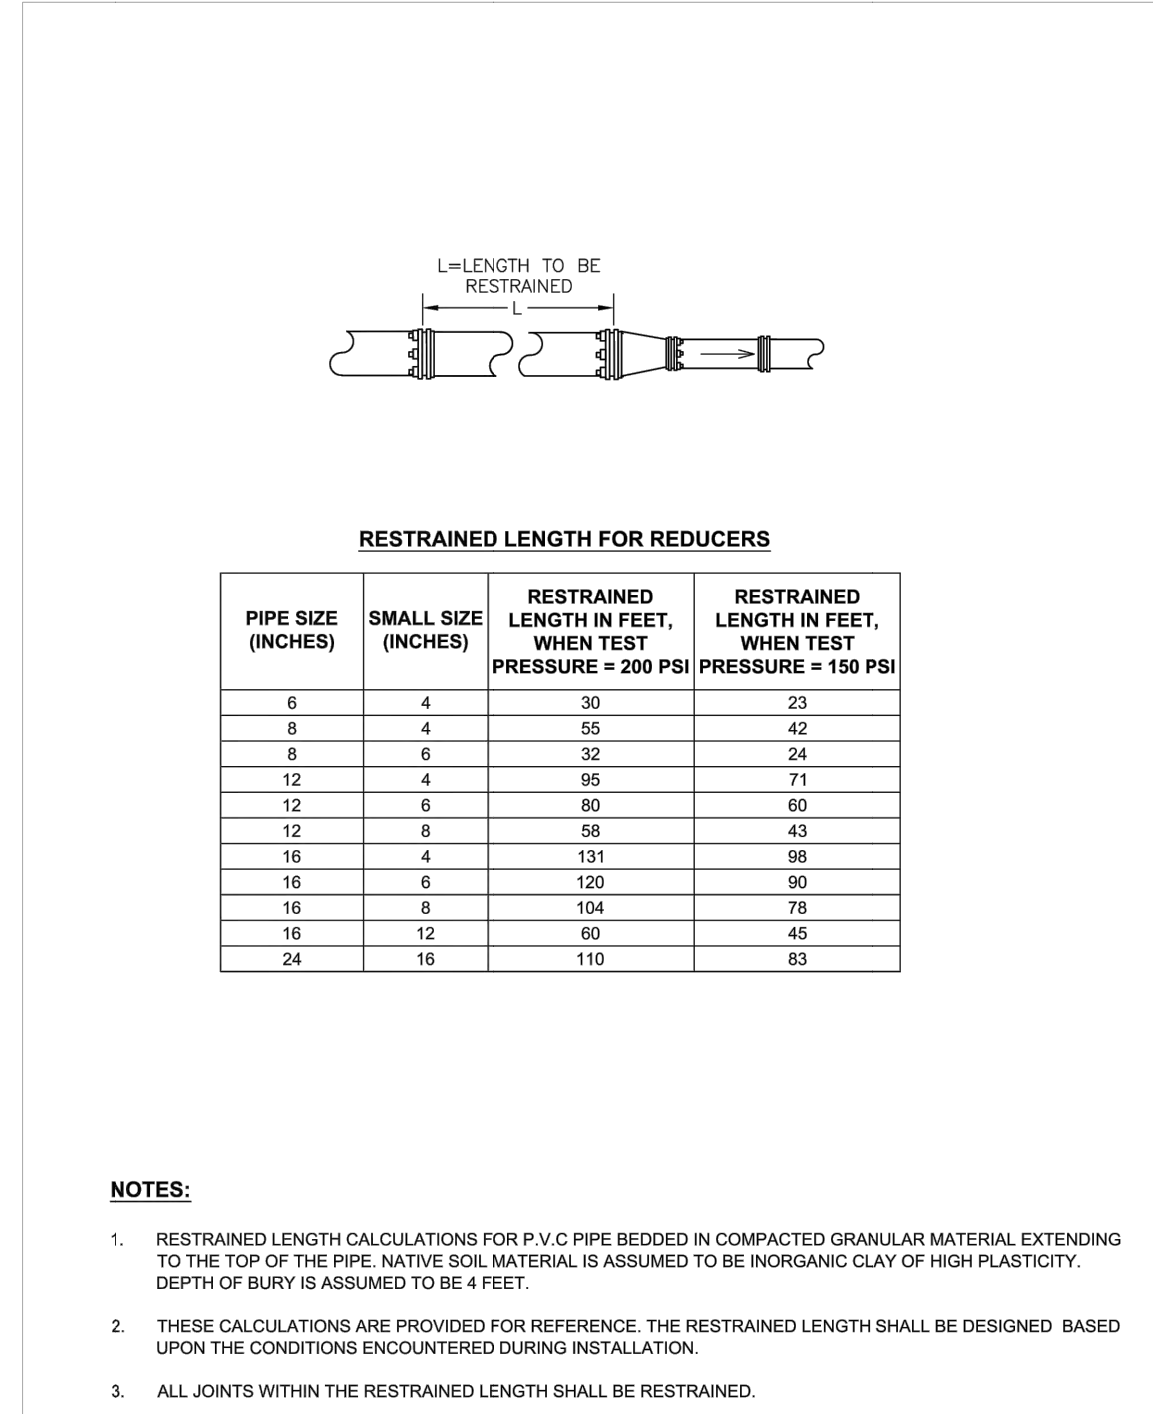 L=LENGTH TO BE
RESTRAINED
L
RESTRAINED LENGTH FOR REDUCERS
PIPE SIZE (INCHES) SMALL SIZE (INCHES) RESTRAINED LENGTH IN FEET, WHEN TEST PRESSURE = 200 PSI RESTRAINED LENGTH IN FEET, WHEN TEST PRESSURE = 150 PSI
6 4 30 23
8 4 55 42
8 6 32 24
12 4 95 71
12 6 80 60
12 8 58 43
16 4 131 98
16 6 120 90
16 8 104 78
16 12 60 45
24 16 110 83
NOTES:
1. RESTRAINED LENGTH CALCULATIONS FOR P.V.C PIPE BEDDED IN COMPACTED GRANULAR MATERIAL EXTENDING
TO THE TOP OF THE PIPE. NATIVE SOIL MATERIAL IS ASSUMED TO BE INORGANIC CLAY OF HIGH PLASTICITY.
DEPTH OF BURY IS ASSUMED TO BE 4 FEET.
2. THESE CALCULATIONS ARE PROVIDED FOR REFERENCE. THE RESTRAINED LENGTH SHALL BE DESIGNED BASED
UPON THE CONDITIONS ENCOUNTERED DURING INSTALLATION.
3. ALL JOINTS WITHIN THE RESTRAINED LENGTH SHALL BE RESTRAINED.